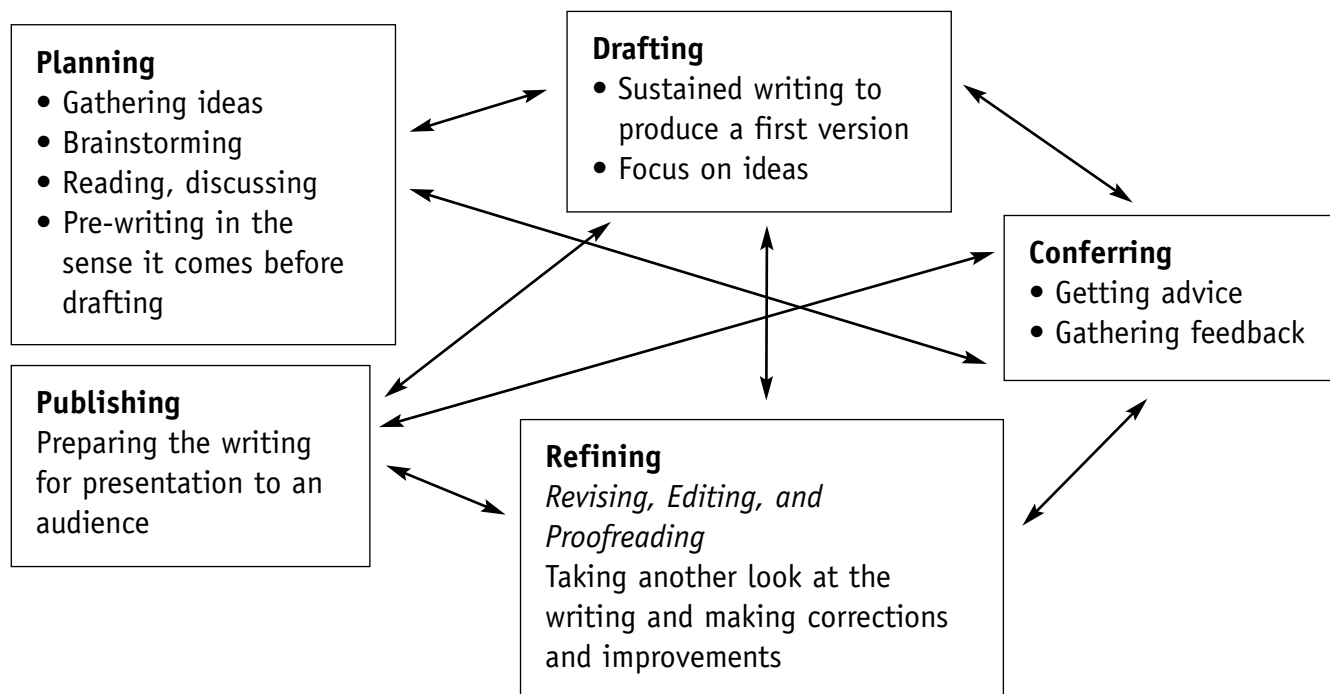 Planning
• Gathering ideas
• Brainstorming
• Reading, discussing
• Pre-writing in the
sense it comes before
drafting
Drafting
• Sustained writing to
produce a first version
• Focus on ideas
Conferring
• Getting advice
• Gathering feedback
Publishing
Preparing the writing
for presentation to an
audience
Refining
Revising, Editing, and
Proofreading
Taking another look at the
writing and making corrections
and improvements